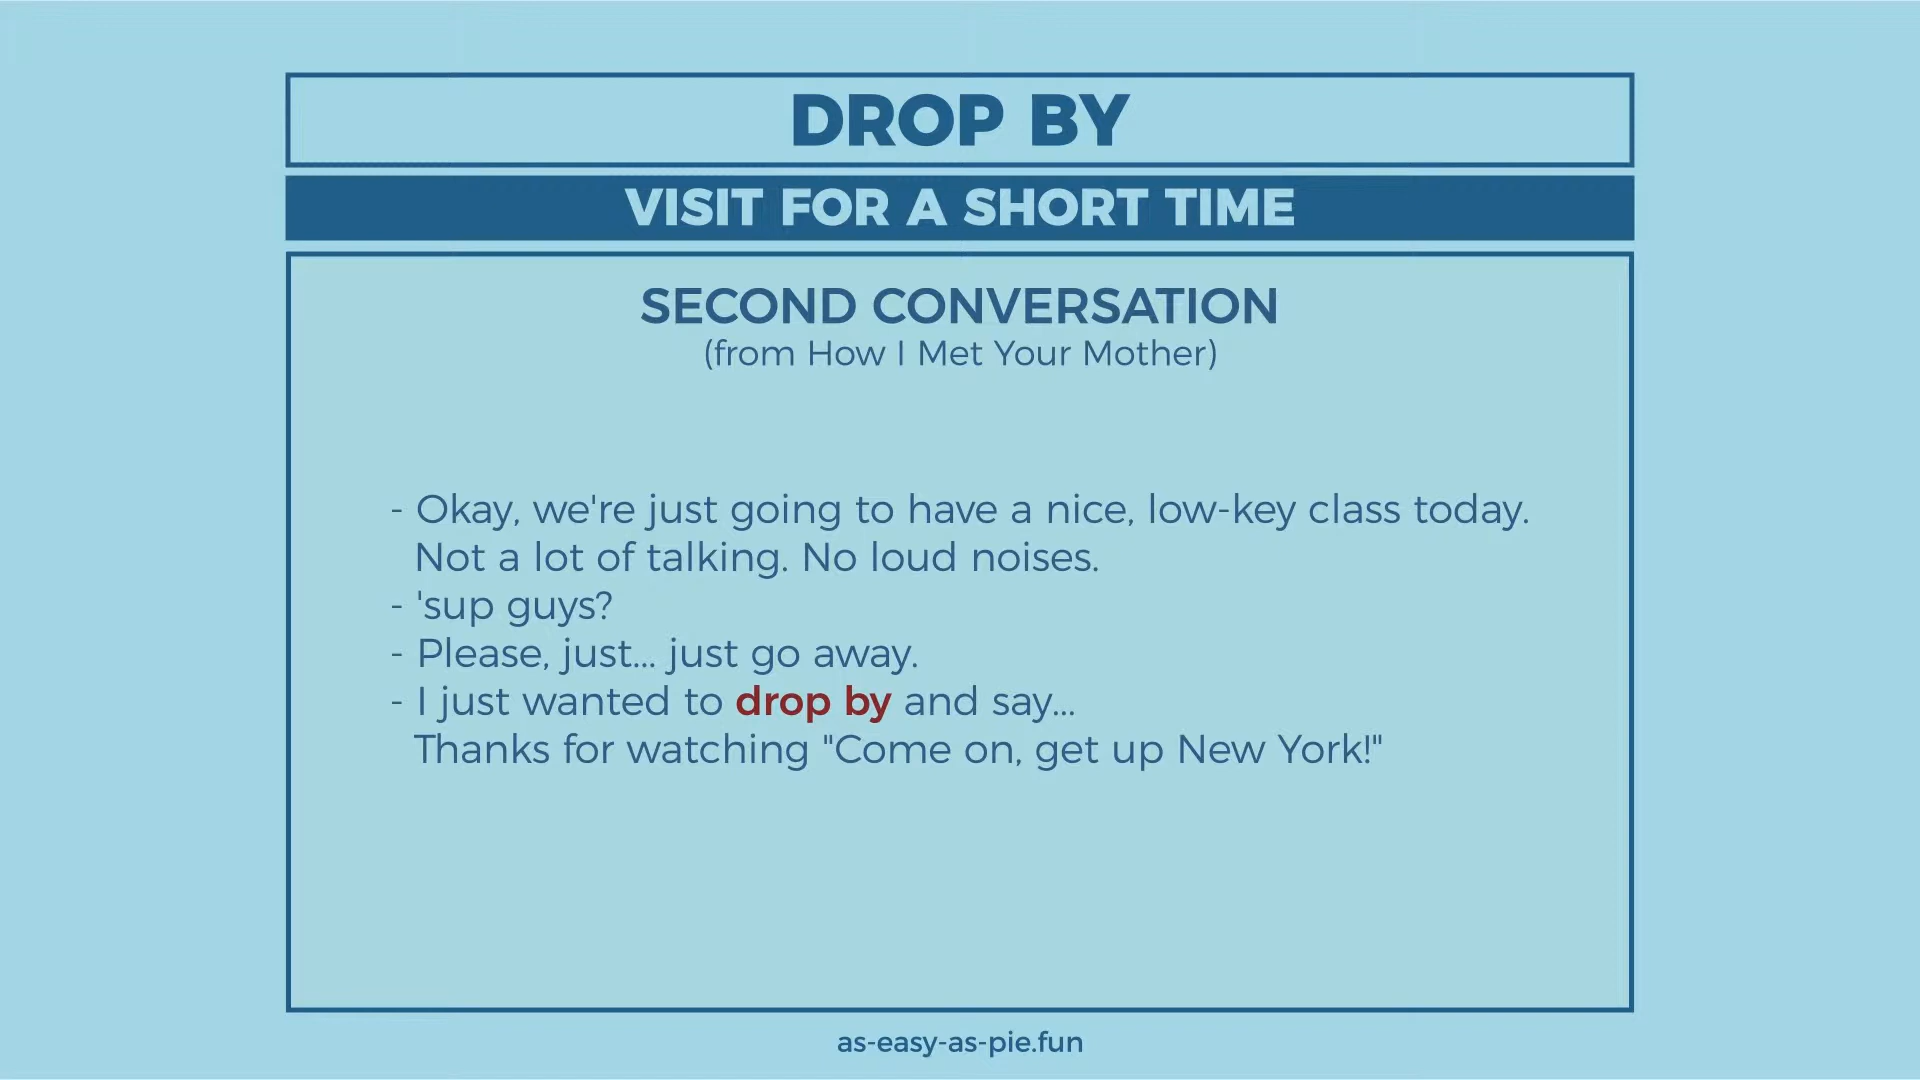 DROP BY
VISIT FOR A SHORT TIME
SECOND CONVERSATION
(from How I Met Your Mother)
- Okay, we're just going to have a nice, low-key class today.
Not a lot of talking. No loud noises.
- 'sup guys?
- Please, just... just go away.
- I just wanted to drop by and say...
Thanks for watching "Come on, get up New York!"
as-easy-as-pie.fun